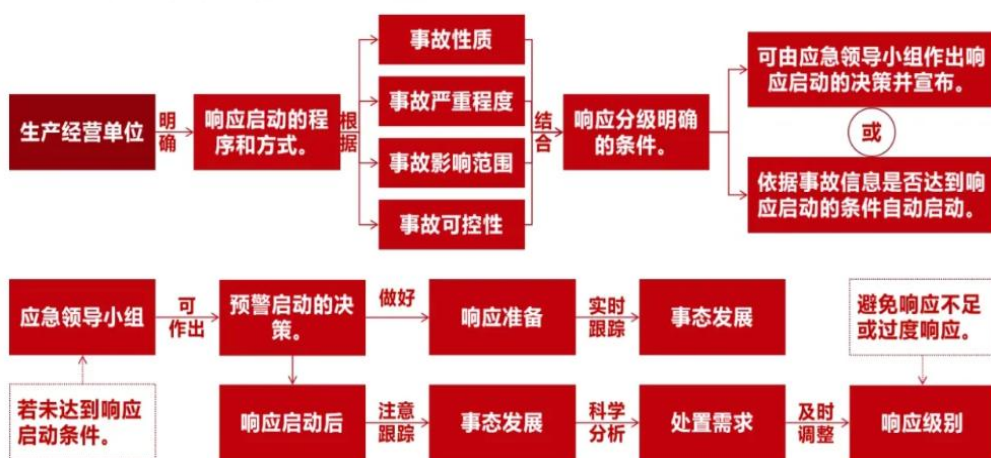 事故性质
事故严重程度
事故影响范围
事故可控性
生产经营单位
明
确
响应启动的程
序和方式。
根
据
结
合
响应分级明确
的条件。
可由应急领导小组作出响
应启动的决策并宣布。
或
依据事故信息是否达到响
应启动的条件自动启动。
应急领导小组
可
作出
预警启动的决
策。
做好
响应准备
实时
跟踪
事态发展
避免响应不足
或过度响应。
若未达到响应
启动条件。
响应启动后
注意
跟踪
事态发展
科学
分析
处置需求
及时
调整
响应级别